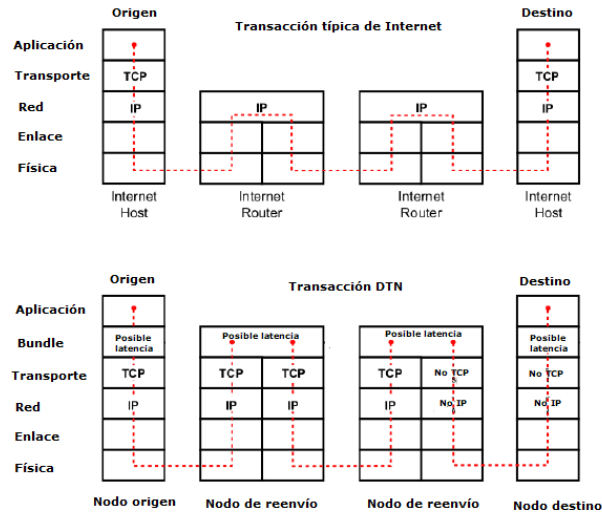 Origen
Transacción típica de Internet
Destino
Aplicación
Transporte TCP TCP
Red IP IP IP IP
Enlace
Física
Internet Host
Internet Router
Internet Router
Internet Host
Origen
Transacción DTN
Destino
Aplicación
Bundle Posible latencia Posible latencia Posible latencia Posible latencia
Transporte TCP TCP TCP TCP No TCP No TCP
Red IP IP IP IP No IP No IP
Enlace
Física
Nodo origen Nodo de reenvío Nodo de reenvío Nodo destino